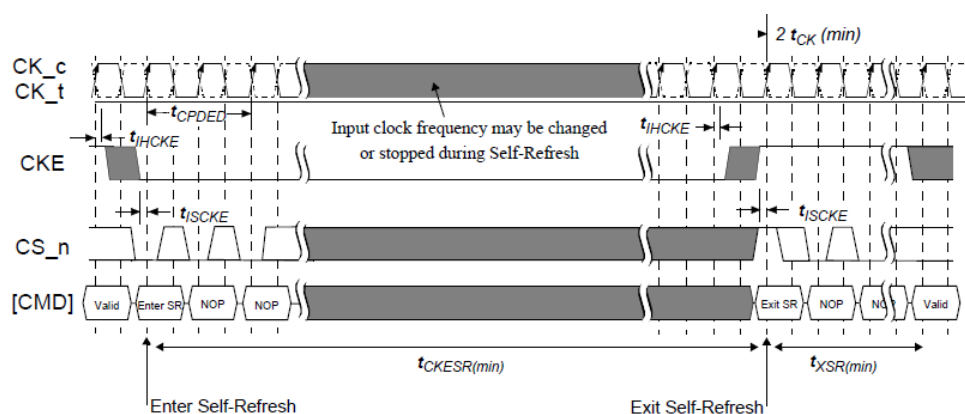 2 tCK (min)
CK_c
CK_t
tCPDED
tIHCKE
Input clock frequency may be changed
or stopped during Self-Refresh
tIHCKE
CKE
tISCKE
tISCKE
CS_n
[CMD]
Valid
Enter SR
NOP
NOP
Exit SR
NOP
NOP
Valid
tCKESR(min)
tXSR(min)
Enter Self-Refresh
Exit Self-Refresh